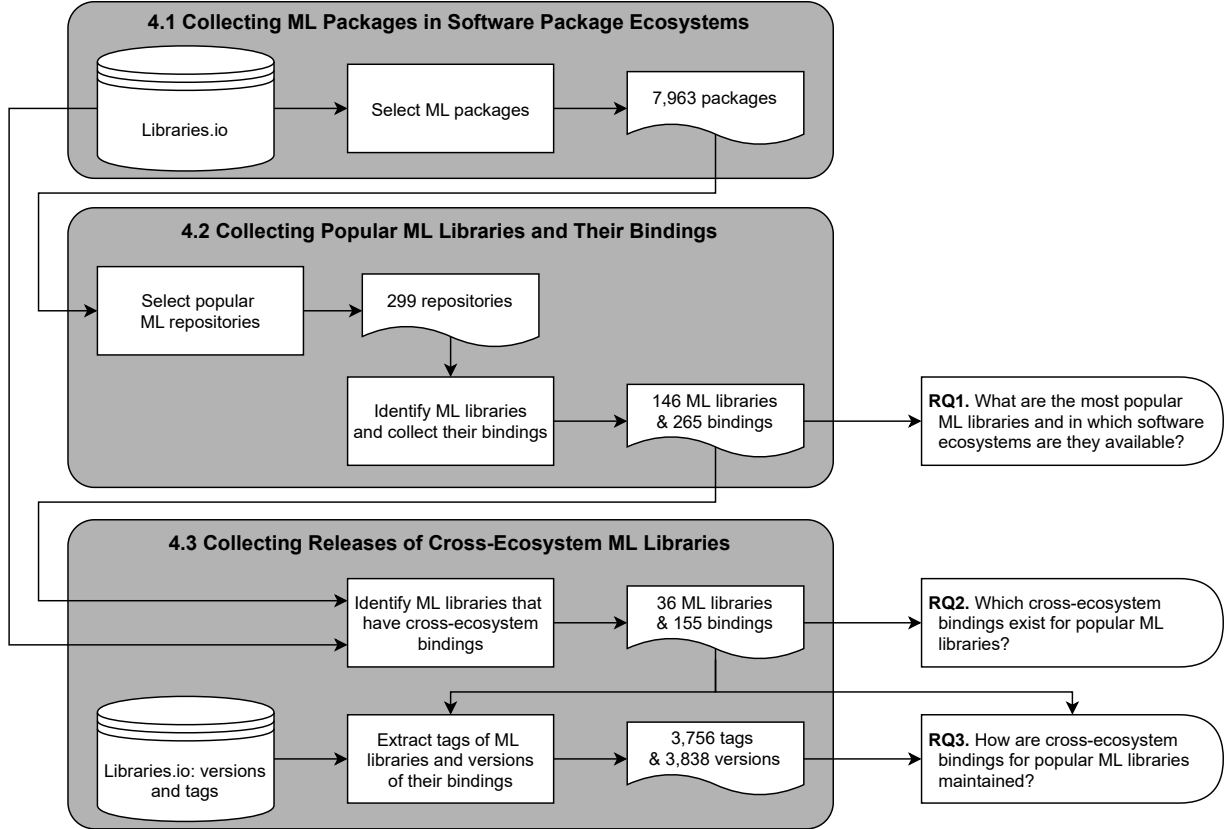 4.1 Collecting ML Packages in Software Package Ecosystems
Libraries.io
Select ML packages
7,963 packages
4.2 Collecting Popular ML Libraries and Their Bindings
Select popular
ML repositories
299 repositories
Identify ML libraries
and collect their bindings
146 ML libraries
& 265 bindings
RQ1. What are the most popular
ML libraries and in which software
ecosystems are they available?
4.3 Collecting Releases of Cross-Ecosystem ML Libraries
Identify ML libraries that
have cross-ecosystem
bindings
36 ML libraries
& 155 bindings
RQ2. Which cross-ecosystem
bindings exist for popular ML
libraries?
Libraries.io: versions
and tags
Extract tags of ML
libraries and versions
of their bindings
3,756 tags
& 3,838 versions
RQ3. How are cross-ecosystem
bindings for popular ML libraries
maintained?